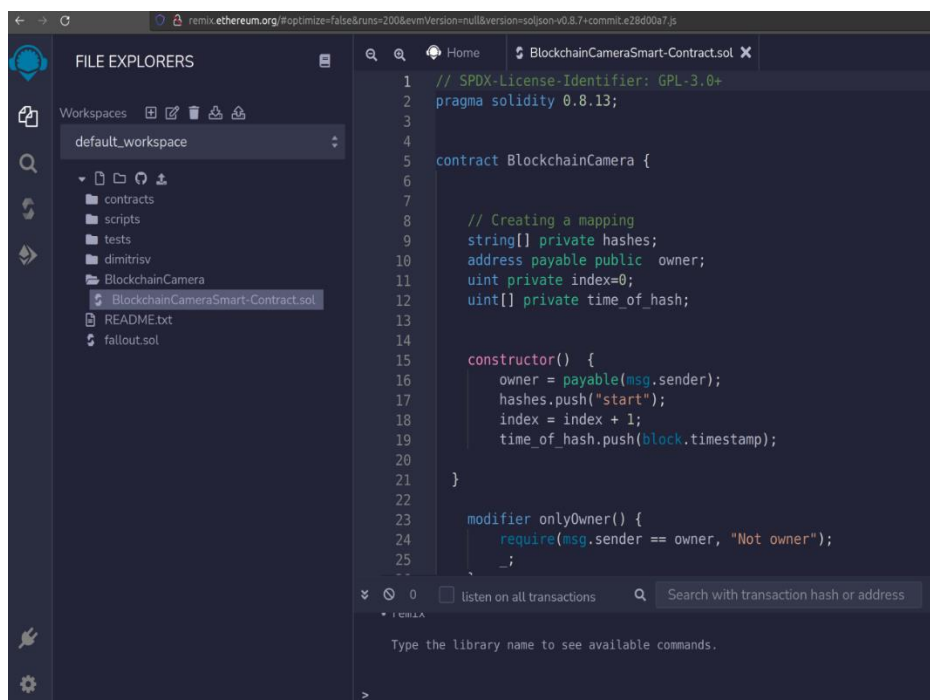 remix.ethereum.org/#optimize=false&runs=200&evmVersion=null&version=soljson-v0.8.7+commit.e28d00a7.js
FILE EXPLORERS
Workspaces
default_workspace
contracts
scripts
tests
dimitrisv
BlockchainCamera
BlockchainCameraSmart-Contract.sol
README.txt
fallout.sol
Home
BlockchainCameraSmart-Contract.sol
1 // SPDX-License-Identifier: GPL-3.0+
2 pragma solidity 0.8.13;
3
4
5 contract BlockchainCamera {
6
7
8 // Creating a mapping
9 string[] private hashes;
10 address payable public  owner;
11 uint private index=0;
12 uint[] private time_of_hash;
13
14
15 constructor()  {
16 owner = payable(msg.sender);
17 hashes.push("start");
18 index = index + 1;
19 time_of_hash.push(block.timestamp);
20
21 }
22
23 modifier onlyOwner() {
24 require(msg.sender == owner, "Not owner");
25 _;
0
listen on all transactions
Search with transaction hash or address
remix
Type the library name to see available commands.
>